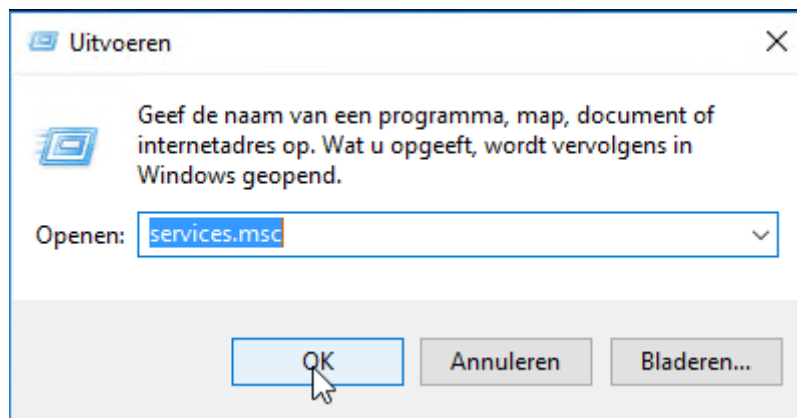 Uitvoeren
Geef de naam van een programma, map, document of
internetadres op. Wat u opgeeft, wordt vervolgens in
Windows geopend.
Openen: services.msc
OK Annuleren Bladeren...